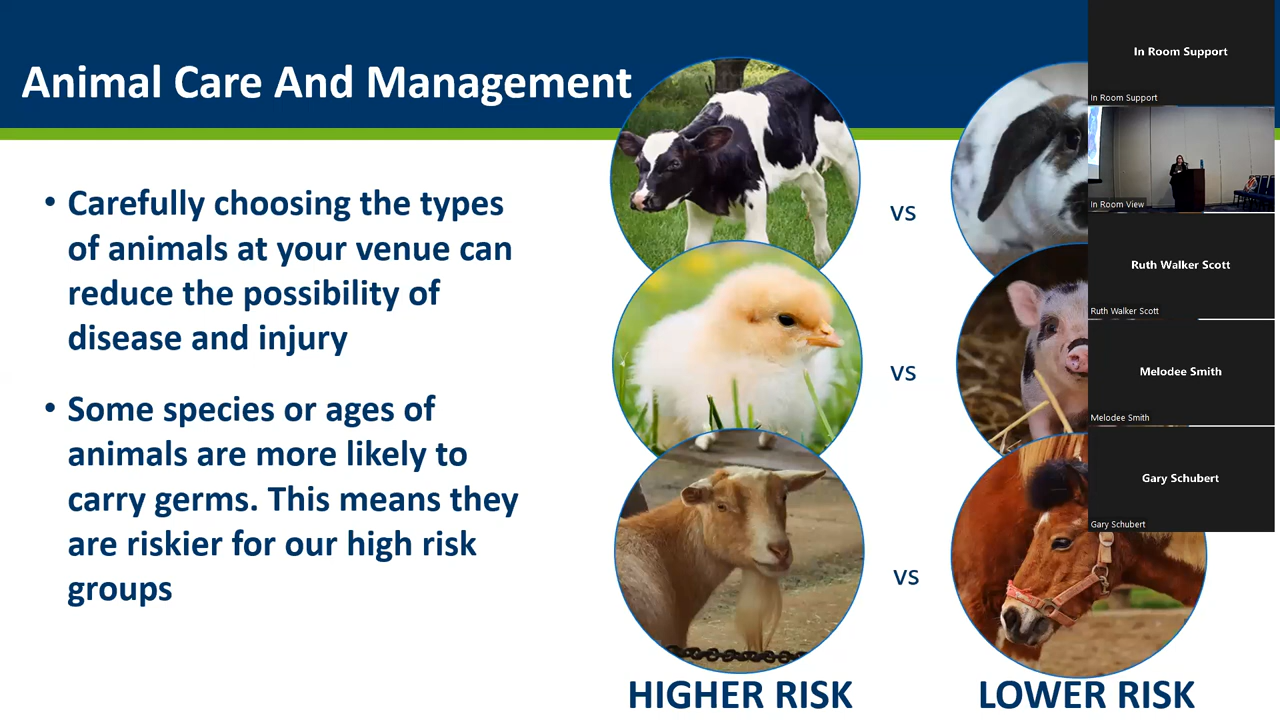 Animal Care And Management
• Carefully choosing the types
of animals at your venue can
reduce the possibility of
disease and injury
• Some species or ages of
animals are more likely to
carry germs. This means they
are riskier for our high risk
groups
vs
vs
vs
HIGHER RISK
LOWER RISK
In Room Support
In Room Support
In Room View
Ruth Walker Scott
Ruth Walker Scott
Melodee Smith
Melodee Smith
Gary Schubert
Gary Schubert